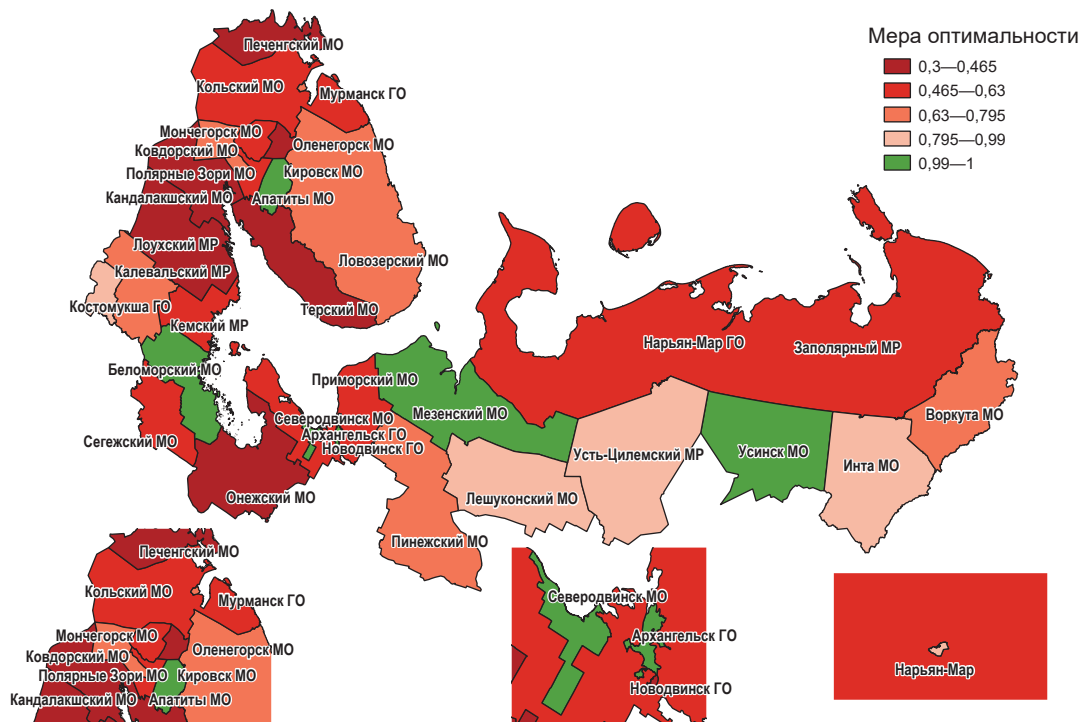 Мера оптимальности
0,3—0,465
0,465—0,63
0,63—0,795
0,795—0,99
0,99—1
Печенгский МО
Кольский МО
Мурманск ГО
Мончегорск МО
Оленегорск МО
Ковдорский МО
Полярные Зори МО
Кировск МО
Кандалакшский МО
Апатиты МО
Лоухский МР
Ловозерский МО
Калевальский МР
Костомукша ГО
Терский МО
Кемский МР
Нарьян-Мар ГО
Заполярный МР
Беломорский МО
Приморский МО
Мезенский МО
Воркута МО
Северодвинск МО
Архангельск ГО
Сегежский МО
Новодвинск ГО
Усть-Цилемский МР
Усинск МО
Инта МО
Онежский МО
Лешуконский МО
Пинежский МО
Печенгский МО
Кольский МО
Мурманск ГО
Мончегорск МО
Оленегорск МО
Ковдорский МО
Полярные Зори МО
Кировск МО
Кандалакшский МО
Апатиты МО
Северодвинск МО
Архангельск ГО
Новодвинск ГО
Нарьян-Мар